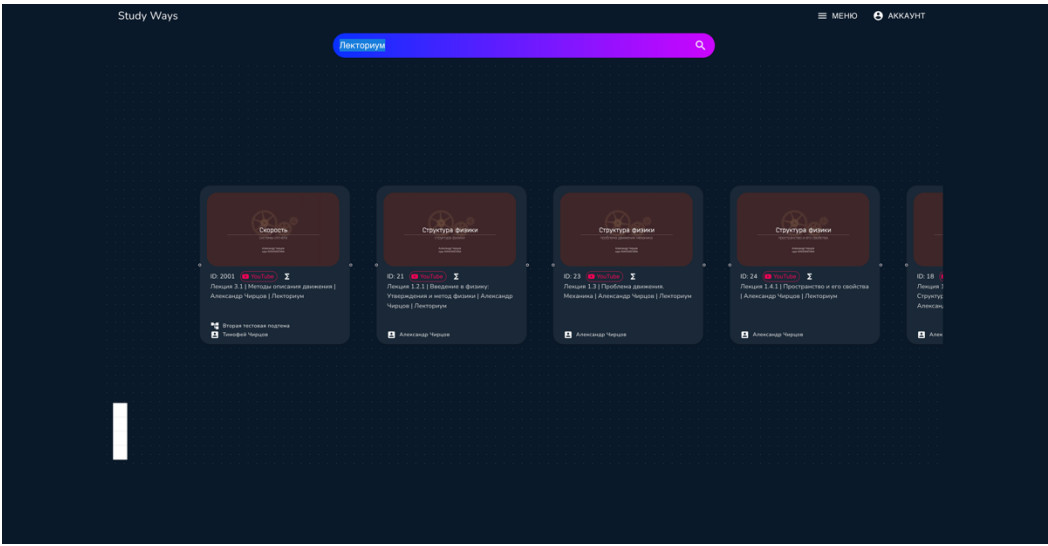 Study Ways
МЕНЮ
АККАУНТ
Лекториум
Скорость
Структура физики
Структура физики
Структура физики
ID: 2001 YouTube Σ
Лекция 3.1 | Методы описания движения |
Александр Чирцов | Лекториум
Вторая тестовая подтема
Тимофей Чирцов
ID: 21 YouTube Σ
Лекция 1.2.1 | Введение в физику:
Утверждения и метод физики | Александр
Чирцов | Лекториум
Александр Чирцов
ID: 23 YouTube Σ
Лекция 1.3 | Проблема движения.
Механика | Александр Чирцов | Лекториум
Александр Чирцов
ID: 24 YouTube Σ
Лекция 1.4.1 | Пространство и его свойства
| Александр Чирцов | Лекториум
Александр Чирцов
ID: 18
Лекция